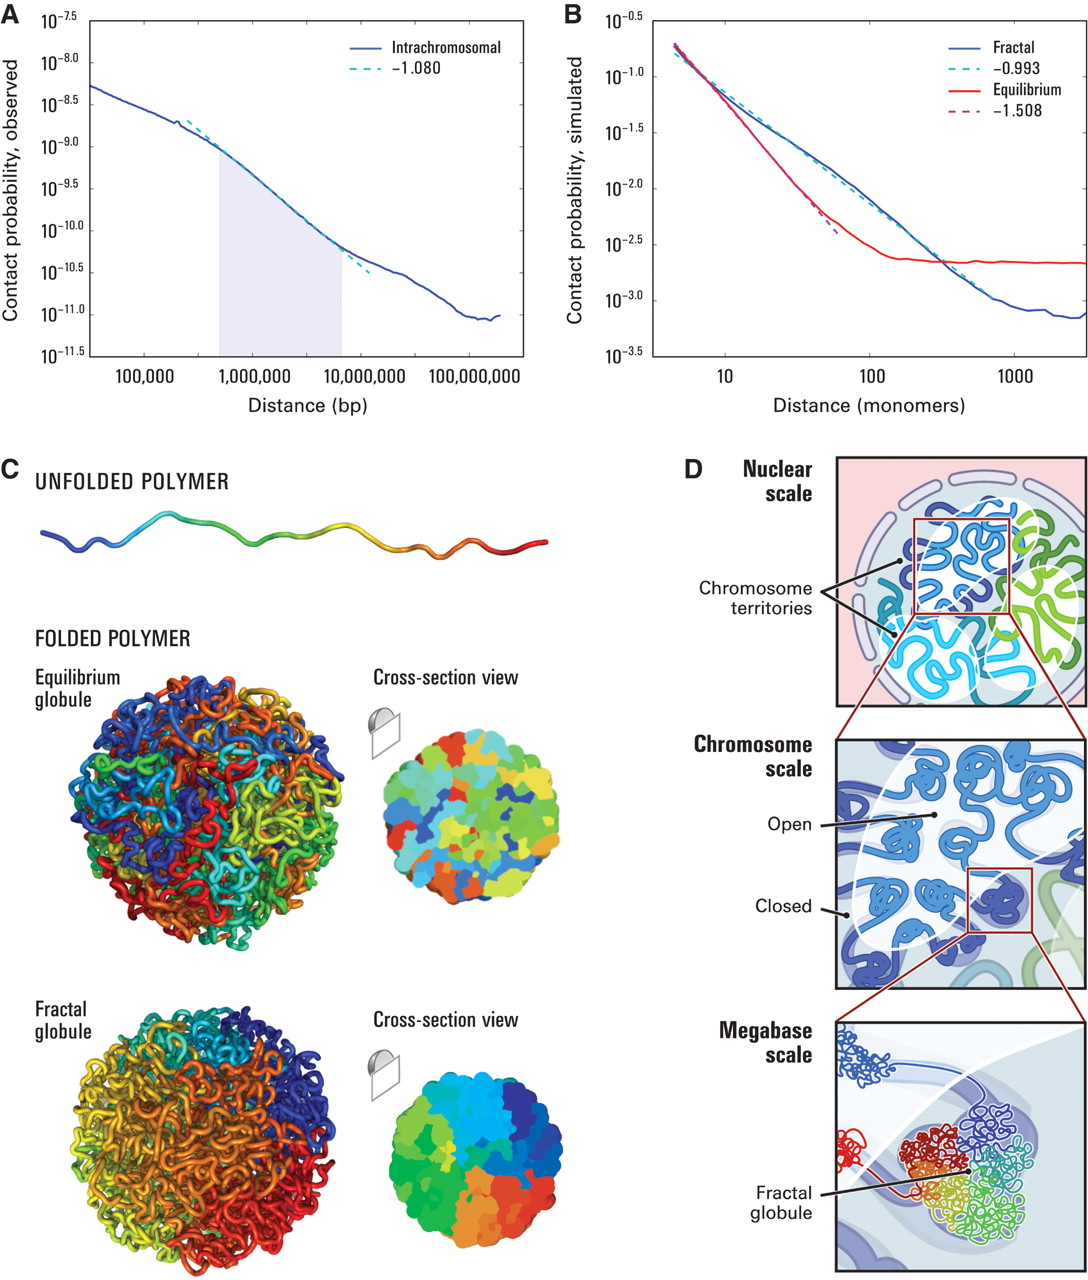 A
10−7.5
10−8.0
10−8.5
10−9.0
10−9.5
10−10.0
10−10.5
10−11.0
10−11.5
Contact probability, observed
Intrachromosomal
−1.080
100,000
1,000,000
10,000,000
100,000,000
Distance (bp)
B
10−0.5
10−1.0
10−1.5
10−2.0
10−2.5
10−3.0
10−3.5
Contact probability, simulated
Fractal
−0.993
Equilibrium
−1.508
10
100
1000
Distance (monomers)
C
UNFOLDED POLYMER
FOLDED POLYMER
Equilibrium
globule
Cross-section view
Fractal
globule
Cross-section view
D
Nuclear
scale
Chromosome
territories
Chromosome
scale
Open
Closed
Megabase
scale
Fractal
globule